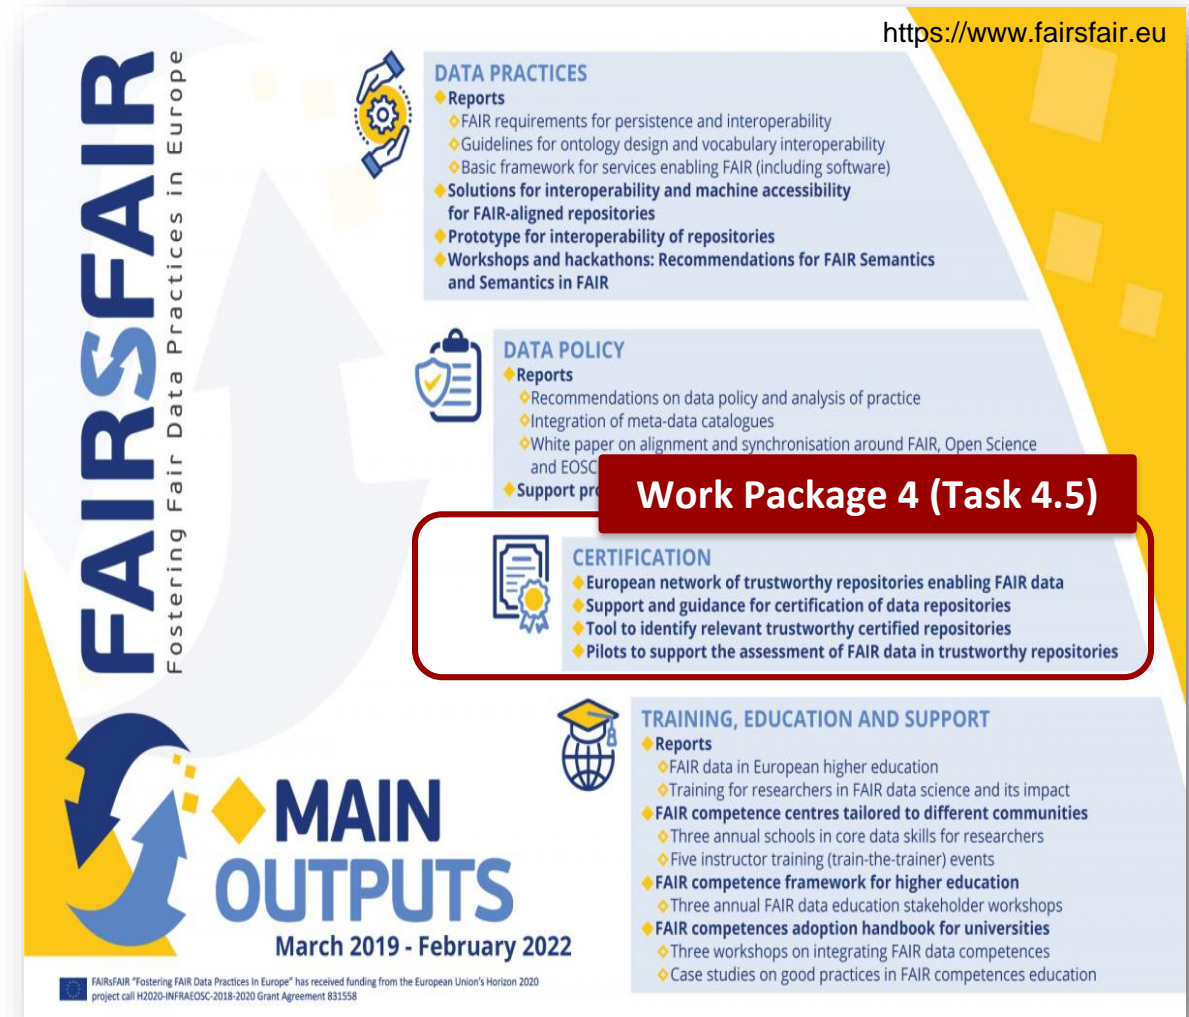 https://www.fairsfair.eu
FAIRSFAIR
Fostering Fair Data Practices in Europe
DATA PRACTICES
Reports
FAIR requirements for persistence and interoperability
Guidelines for ontology design and vocabulary interoperability
Basic framework for services enabling FAIR (including software)
Solutions for interoperability and machine accessibility
for FAIR-aligned repositories
Prototype for interoperability of repositories
Workshops and hackathons: Recommendations for FAIR Semantics
and Semantics in FAIR
DATA POLICY
Reports
Recommendations on data policy and analysis of practice
Integration of meta-data catalogues
White paper on alignment and synchronisation around FAIR, Open Science
and EOSC
Support
Work Package 4 (Task 4.5)
CERTIFICATION
European network of trustworthy repositories enabling FAIR data
Support and guidance for certification of data repositories
Tool to identify relevant trustworthy certified repositories
Pilots to support the assessment of FAIR data in trustworthy repositories
TRAINING, EDUCATION AND SUPPORT
Reports
FAIR data in European higher education
Training for researchers in FAIR data science and its impact
FAIR competence centres tailored to different communities
Three annual schools in core data skills for researchers
Five instructor training (train-the-trainer) events
FAIR competence framework for higher education
Three annual FAIR data education stakeholder workshops
FAIR competences adoption handbook for universities
Three workshops on integrating FAIR data competences
Case studies on good practices in FAIR competences education
MAIN
OUTPUTS
March 2019 - February 2022
FAIRsFAIR "Fostering FAIR Data Practices In Europe" has received funding from the European Union's Horizon 2020
project call H2020-INFRAEOSC-2018-2020 Grant Agreement 831558